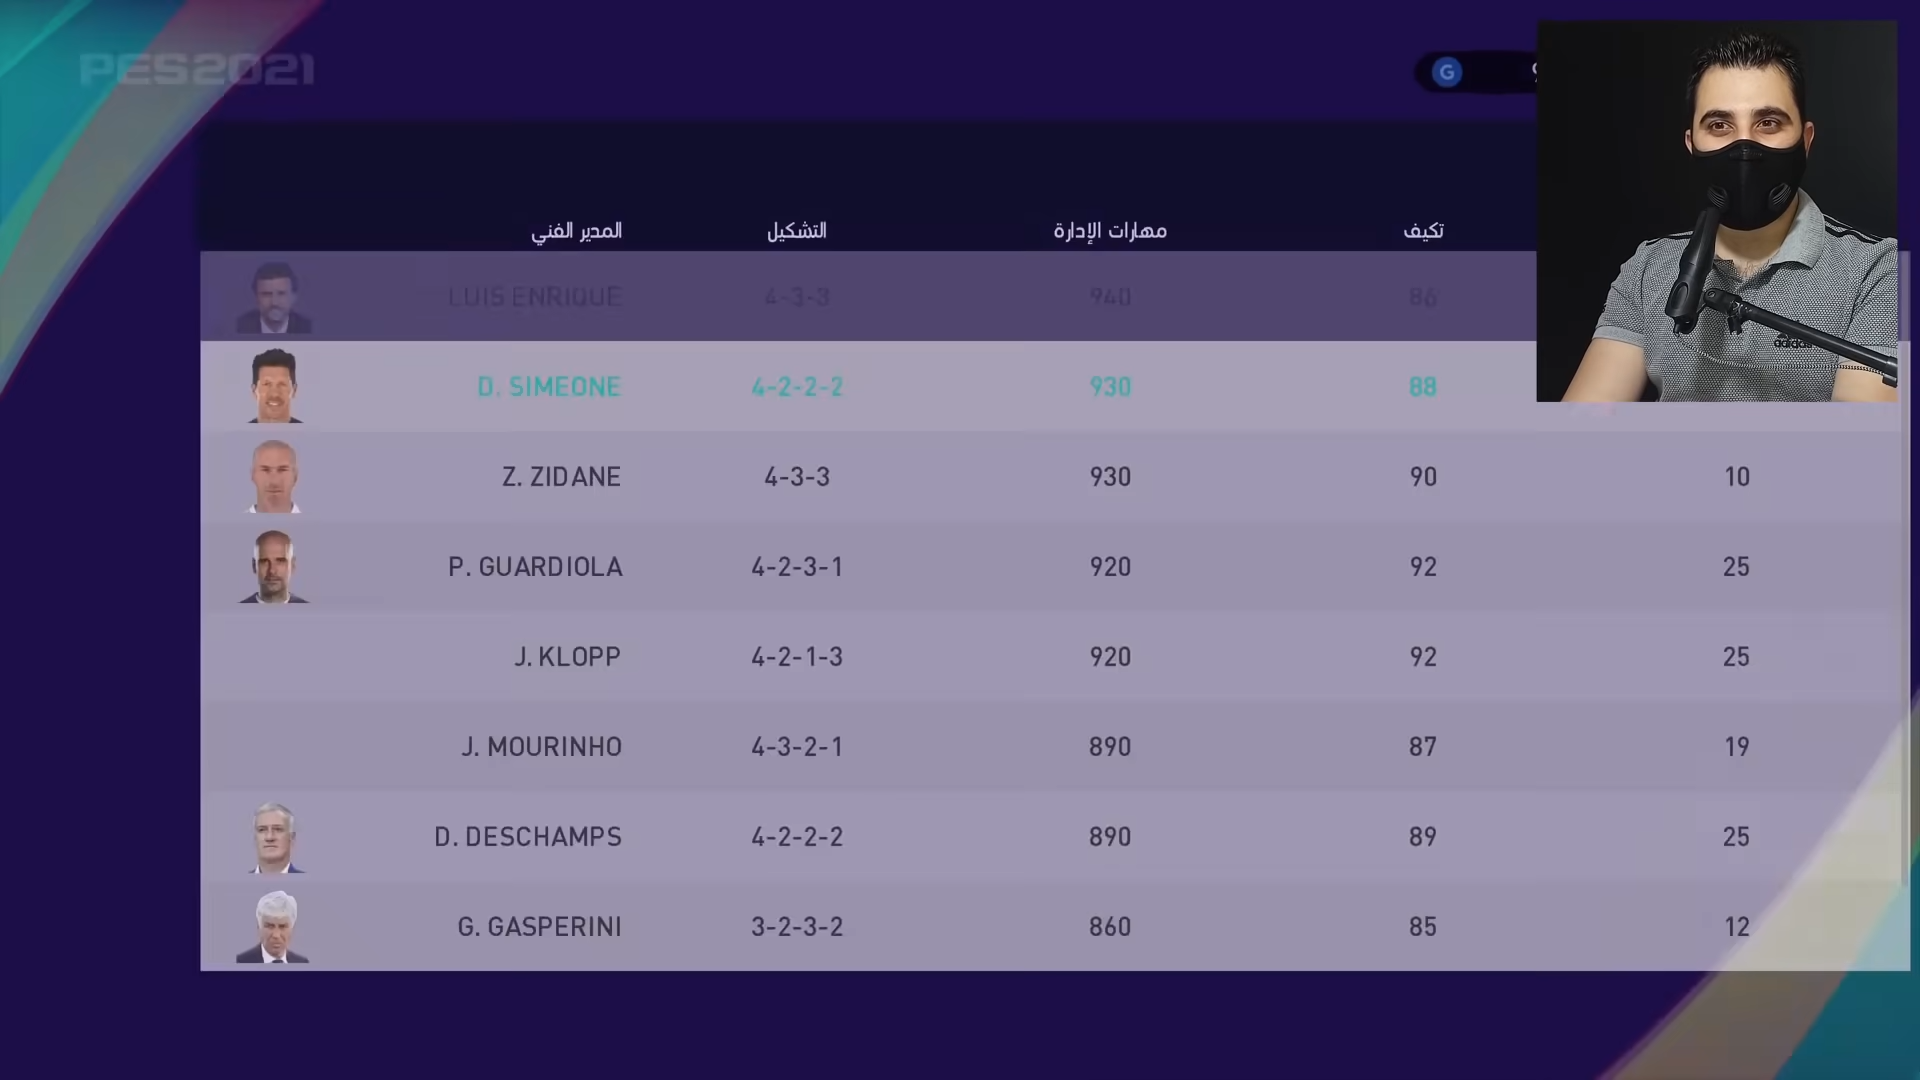 PES2021
G
المدير الفني التشكيل مهارات الإدارة تكيف
LUIS ENRIQUE 4-3-3 940 86
D. SIMEONE 4-2-2-2 930 88
Z. ZIDANE 4-3-3 930 90 10
P. GUARDIOLA 4-2-3-1 920 92 25
J. KLOPP 4-2-1-3 920 92 25
J. MOURINHO 4-3-2-1 890 87 19
D. DESCHAMPS 4-2-2-2 890 89 25
G. GASPERINI 3-2-3-2 860 85 12
adidas